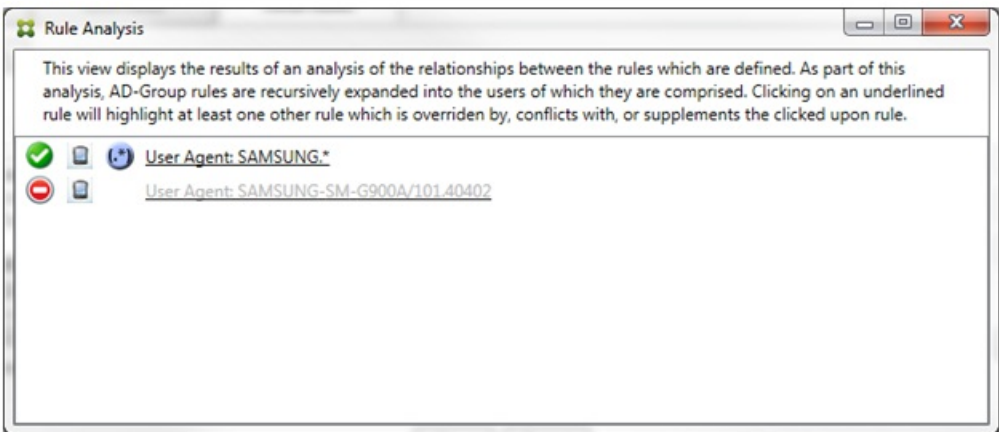 Rule Analysis
This view displays the results of an analysis of the relationships between the rules which are defined. As part of this
analysis, AD-Group rules are recursively expanded into the users of which they are comprised. Clicking on an underlined
rule will highlight at least one other rule which is overriden by, conflicts with, or supplements the clicked upon rule.
(.*) User Agent: SAMSUNG.*
User Agent: SAMSUNG-SM-G900A/101.40402